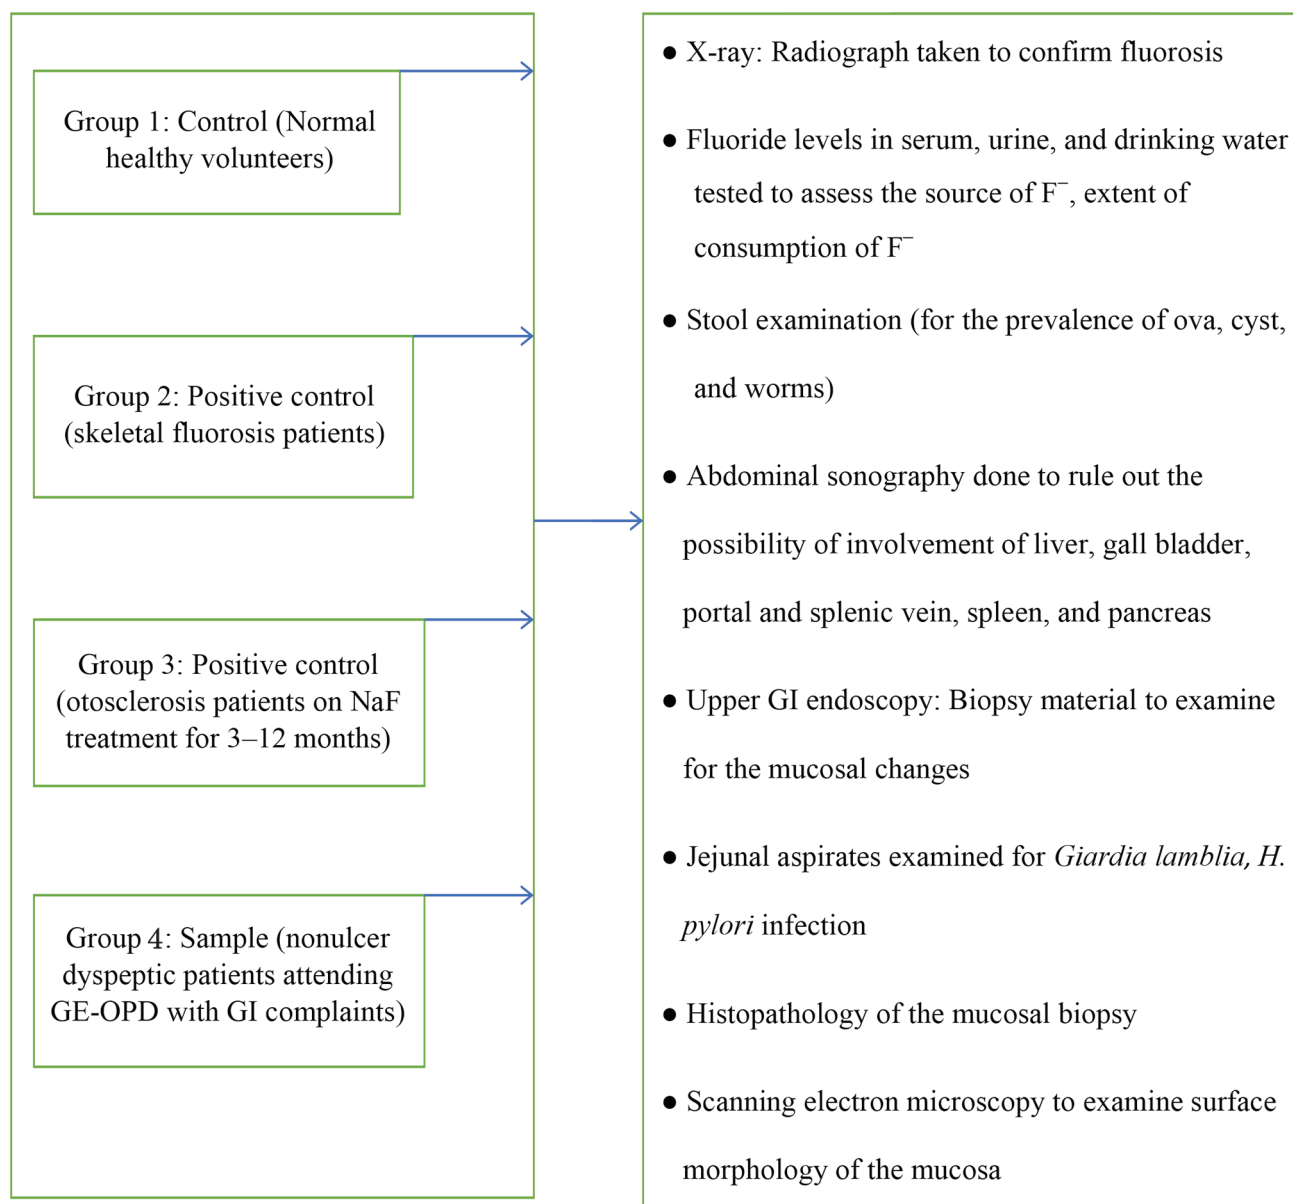 Group 1: Control (Normal
healthy volunteers)
Group 2: Positive control
(skeletal fluorosis patients)
Group 3: Positive control
(otosclerosis patients on NaF
treatment for 3–12 months)
Group 4: Sample (nonulcer
dyspeptic patients attending
GE-OPD with GI complaints)
● X-ray: Radiograph taken to confirm fluorosis
● Fluoride levels in serum, urine, and drinking water
tested to assess the source of F⁻, extent of
consumption of F⁻
● Stool examination (for the prevalence of ova, cyst,
and worms)
● Abdominal sonography done to rule out the
possibility of involvement of liver, gall bladder,
portal and splenic vein, spleen, and pancreas
● Upper GI endoscopy: Biopsy material to examine
for the mucosal changes
● Jejunal aspirates examined for Giardia lamblia, H.
pylori infection
● Histopathology of the mucosal biopsy
● Scanning electron microscopy to examine surface
morphology of the mucosa